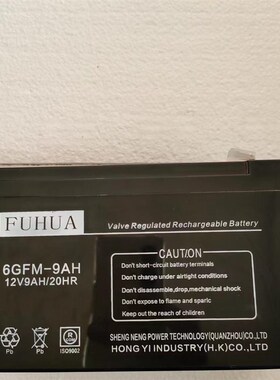 FUHUA
Valve Regulated Rechargeable Battery
6GFM-9AH
12V9AH/20HR
CAUTION/
Don't short-circuit battery terminals
Don't charge under airtight conditions
Don't disassemble,drop,mechanical shock
Don't expose to flame and sparic
Keep out of the reach of children
Pb
ISO9002
SHENG NENG POWER TECHNOLOGY(QUANZHOU)CO.,LTD
HONG YI INDUSTRY(H.K)CO.,LTD